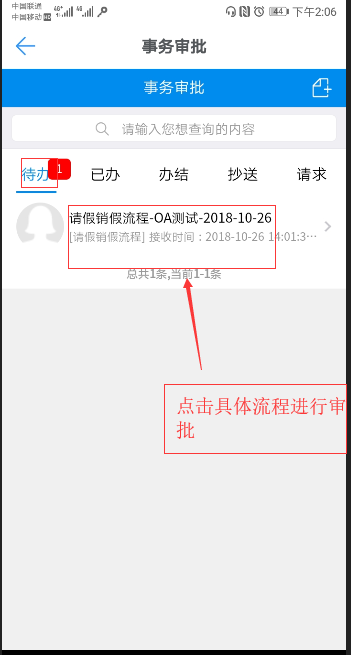 中国联通
中国移动 HD 4G+ 4G N 44 下午2:06
事务审批
事务审批
请输入您想查询的内容
待办 1 已办 办结 抄送 请求
请假销假流程-OA测试-2018-10-26
[请假销假流程] 接收时间 : 2018-10-26 14:01:3…
总共1条,当前1-1条
点击具体流程进行审
批